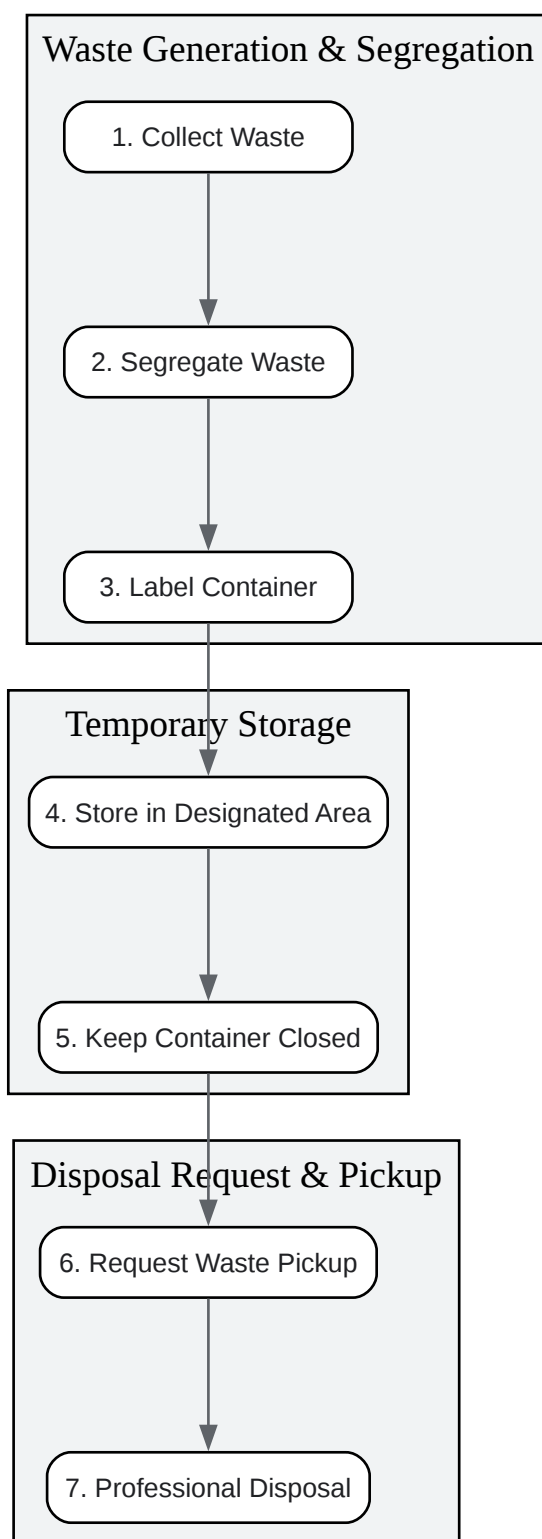 Waste Generation & Segregation
1. Collect Waste
2. Segregate Waste
3. Label Container
Temporary Storage
4. Store in Designated Area
5. Keep Container Closed
Disposal Request & Pickup
6. Request Waste Pickup
7. Professional Disposal